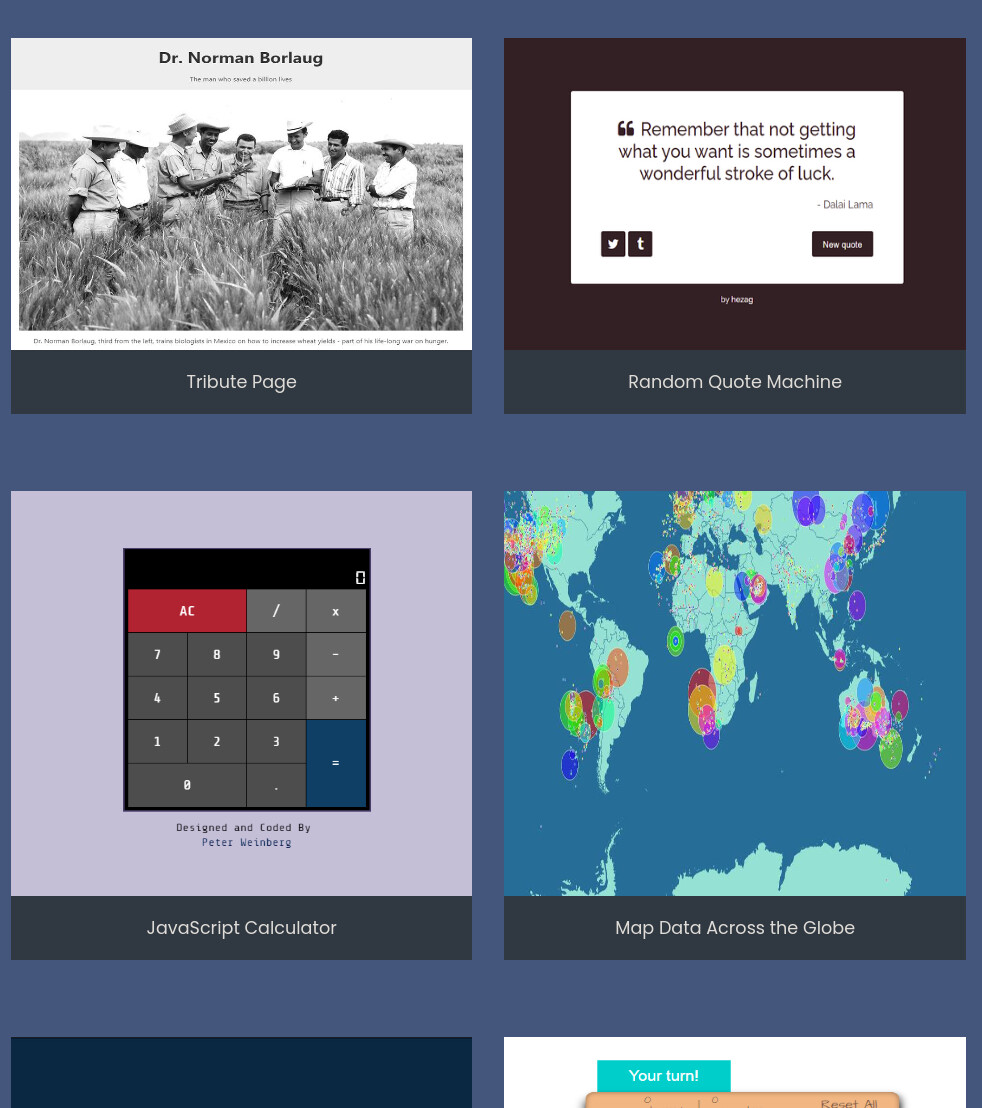 Dr. Norman Borlaug
The man who saved a billion lives
Dr. Norman Borlaug, third from the left, trains biologists in Mexico on how to increase wheat yields - part of his life-long war on hunger.
Tribute Page
Remember that not getting
what you want is sometimes a
wonderful stroke of luck.
- Dalai Lama
New quote
by hezag
Random Quote Machine
0
AC / x
7 8 9 -
4 5 6 +
1 2 3
=
0 .
Designed and Coded By
Peter Weinberg
JavaScript Calculator
Map Data Across the Globe
Your turn!
Reset All